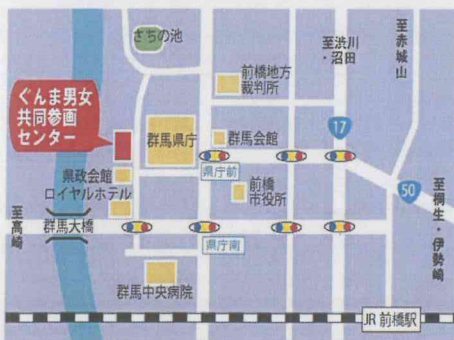 さちの池
至渋川
・沼田
至赤城山
前橋地方
裁判所
ぐんま男女
共同参画
センター
群馬県庁
群馬会館
17
県庁前
県政会館
ロイヤルホテル
前橋
市役所
50
至桐生・伊勢崎
至高崎
群馬大橋
県庁南
群馬中央病院
JR 前橋駅